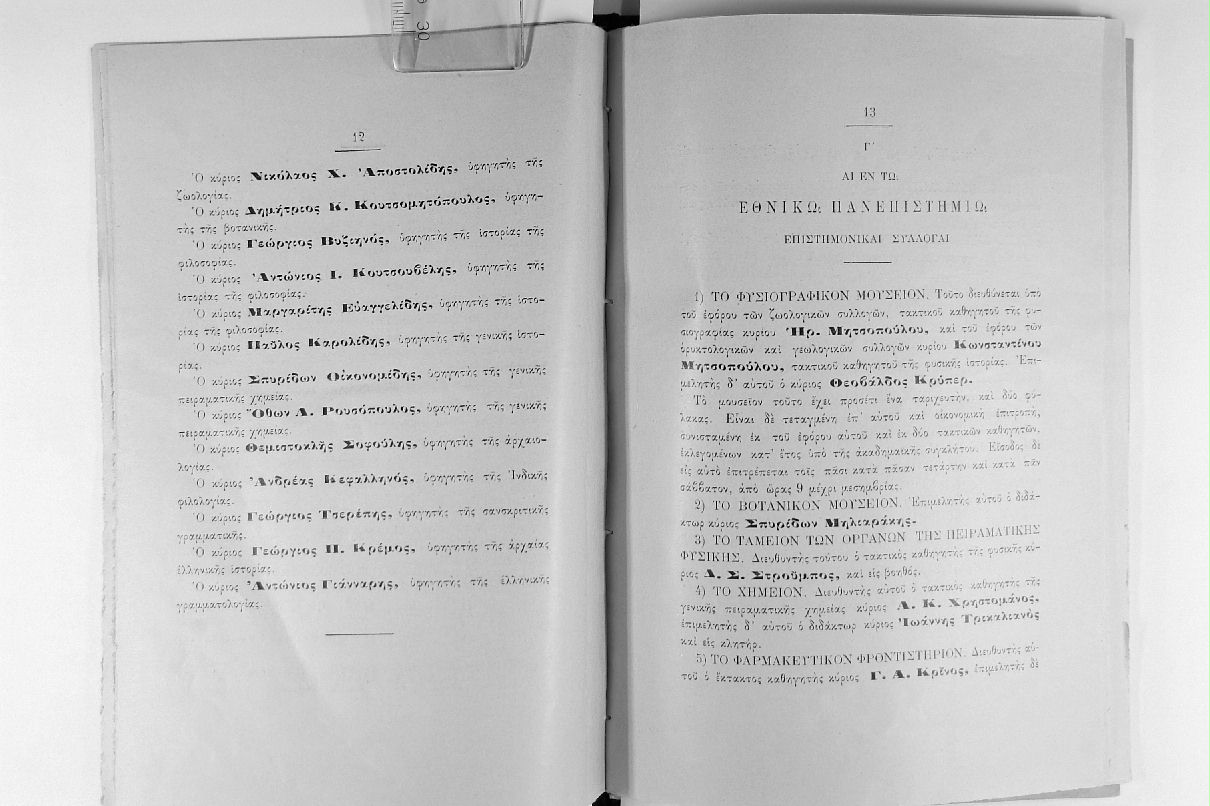 30
12
Ὁ κύριος Νικόλαος Χ. Ἀποστολίδης, ὑφηγητὴς τῆς
ζωολογίας.
Ὁ κύριος Δημήτριος Κ. Κουτσομητόπουλος, ὑφηγη-
τὴς τῆς βοτανικῆς.
Ὁ κύριος Γεώργιος Βυζιηνός, ὑφηγητὴς τῆς ἱστορίας τῆς
φιλοσοφίας.
Ὁ κύριος Ἀντώνιος Ι. Κουτσουβέλης, ὑφηγητὴς τῆς
ἱστορίας τῆς φιλοσοφίας.
Ὁ κύριος Μαργαρίτης Εὐαγγελίδης, ὑφηγητὴς τῆς ἱστο-
ρίας τῆς φιλοσοφίας.
Ὁ κύριος Παῦλος Καρολίδης, ὑφηγητὴς τῆς γενικῆς ἱστο-
ρίας.
Ὁ κύριος Σπυρίδων Οἰκονομίδης, ὑφηγητὴς τῆς γενικῆς
πειραματικῆς χημείας.
Ὁ κύριος Ὄθων Α. Ρουσόπουλος, ὑφηγητὴς τῆς γενικῆς
πειραματικῆς χημείας.
Ὁ κύριος Θεμιστοκλῆς Σοφούλης, ὑφηγητὴς τῆς ἀρχαιο-
λογίας.
Ὁ κύριος Ἀνδρέας Κεφαλληνός, ὑφηγητὴς τῆς Ἰνδικῆς
φιλολογίας.
Ὁ κύριος Γεώργιος Τσερέπης, ὑφηγητὴς τῆς σανσκριτικῆς
γραμματικῆς.
Ὁ κύριος Γεώργιος Π. Κρέμος, ὑφηγητὴς τῆς ἀρχαίας
ἑλληνικῆς ἱστορίας.
Ὁ κύριος Ἀντώνιος Γιάνναρης, ὑφηγητὴς τῆς ἑλληνικῆς
γραμματολογίας.
13
Γ΄
ΑΙ ΕΝ ΤΩι
ΕΘΝΙΚΩι ΠΑΝΕΠΙΣΤΗΜΙΩι
ΕΠΙΣΤΗΜΟΝΙΚΑΙ ΣΥΛΛΟΓΑΙ
1) ΤΟ ΦΥΣΙΟΓΡΑΦΙΚΟΝ ΜΟΥΣΕΙΟΝ. Τοῦτο διευθύνεται ὑπὸ
τοῦ ἐφόρου τῶν ζωολογικῶν συλλογῶν, τακτικοῦ καθηγητοῦ τῆς φυ-
σιογραφίας κυρίου Ἡρ. Μητσοπούλου, καὶ τοῦ ἐφόρου τῶν
ὀρυκτολογικῶν καὶ γεωλογικῶν συλλογῶν κυρίου Κωνσταντίνου
Μητσοπούλου, τακτικοῦ καθηγητοῦ τῆς φυσικῆς ἱστορίας. Ἐπι-
μελητὴς δ' αὐτοῦ ὁ κύριος Θεοβάλδος Κρύπερ.
Τὸ μουσεῖον τοῦτο ἔχει προσέτι ἕνα ταριχευτήν, καὶ δύο φύ-
λακας. Εἶναι δὲ τεταγμένη ἐπ' αὐτοῦ καὶ οἰκονομικὴ ἐπιτροπή,
συνισταμένη ἐκ τοῦ ἐφόρου αὐτοῦ καὶ ἐκ δύο τακτικῶν καθηγητῶν,
ἐκλεγομένων κατ' ἔτος ὑπὸ τῆς ἀκαδημαϊκῆς συγκλήτου. Εἴσοδος δὲ
εἰς αὐτὸ ἐπιτρέπεται τοῖς πᾶσι κατὰ πᾶσαν τετάρτην καὶ κατὰ πᾶν
σάββατον, ἀπὸ ὥρας 9 μέχρι μεσημβρίας.
2) ΤΟ ΒΟΤΑΝΙΚΟΝ ΜΟΥΣΕΙΟΝ. Ἐπιμελητὴς αὐτοῦ ὁ διδά-
κτωρ κύριος Σπυρίδων Μηλιαράκης.
3) ΤΟ ΤΑΜΕΙΟΝ ΤΩΝ ΟΡΓΑΝΩΝ ΤΗΣ ΠΕΙΡΑΜΑΤΙΚΗΣ
ΦΥΣΙΚΗΣ. Διευθυντὴς τούτου ὁ τακτικὸς καθηγητὴς τῆς φυσικῆς κύ-
ριος Δ. Σ. Στροῦμπος, καὶ εἷς βοηθός.
4) ΤΟ ΧΗΜΕΙΟΝ. Διευθυντὴς αὐτοῦ ὁ τακτικὸς καθηγητὴς τῆς
γενικῆς πειραματικῆς χημείας κύριος Α. Κ. Χρηστομάνος,
ἐπιμελητὴς δ' αὐτοῦ ὁ διδάκτωρ κύριος Ἰωάννης Τρικαλιανὸς
καὶ εἷς κλητήρ.
5) ΤΟ ΦΑΡΜΑΚΕΥΤΙΚΟΝ ΦΡΟΝΤΙΣΤΗΡΙΟΝ. Διευθυντὴς αὐ-
τοῦ ὁ ἔκτακτος καθηγητὴς κύριος Γ. Α. Κρίνος, ἐπιμελητὴς δὲ